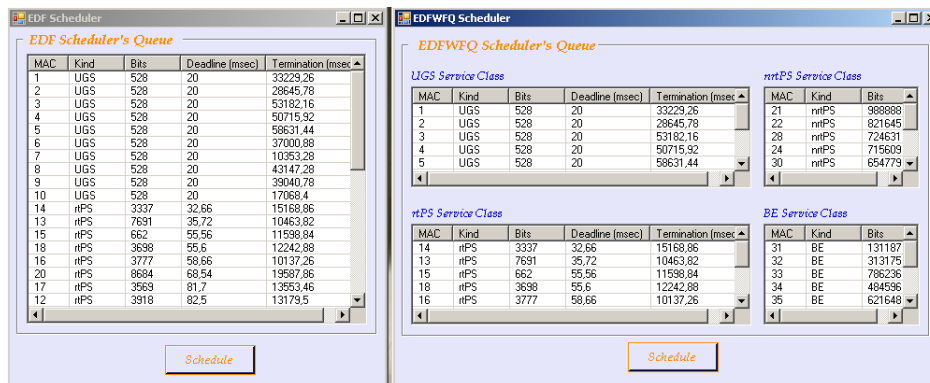 EDF Scheduler
EDF Scheduler's Queue
MAC Kind Bits Deadline (msec) Termination (msec
1 UGS 528 20 33229,26
2 UGS 528 20 28645,78
3 UGS 528 20 53182,16
4 UGS 528 20 50715,92
5 UGS 528 20 58631,44
6 UGS 528 20 37000,88
7 UGS 528 20 10353,28
8 UGS 528 20 43147,28
9 UGS 528 20 39040,78
10 UGS 528 20 17068,4
14 rtPS 3337 32,66 15168,86
13 rtPS 7691 35,72 10463,82
15 rtPS 662 55,56 11598,84
18 rtPS 3698 55,6 12242,88
16 rtPS 3777 58,66 10137,26
20 rtPS 8684 68,54 19587,86
17 rtPS 3569 81,7 13553,46
12 rtPS 3918 82,5 13179,5
Schedule
EDFWFQ Scheduler
EDFWFQ Scheduler's Queue
UGS Service Class
MAC Kind Bits Deadline (msec) Termination (msec
1 UGS 528 20 33229,26
2 UGS 528 20 28645,78
3 UGS 528 20 53182,16
4 UGS 528 20 50715,92
5 UGS 528 20 58631,44
nrtPS Service Class
MAC Kind Bits
21 nrtPS 988888
22 nrtPS 821645
28 nrtPS 724631
24 nrtPS 715609
30 nrtPS 654779
rtPS Service Class
MAC Kind Bits Deadline (msec) Termination (msec
14 rtPS 3337 32,66 15168,86
13 rtPS 7691 35,72 10463,82
15 rtPS 662 55,56 11598,84
18 rtPS 3698 55,6 12242,88
16 rtPS 3777 58,66 10137,26
BE Service Class
MAC Kind Bits
31 BE 131187
32 BE 313175
33 BE 786236
34 BE 484596
35 BE 621648
Schedule